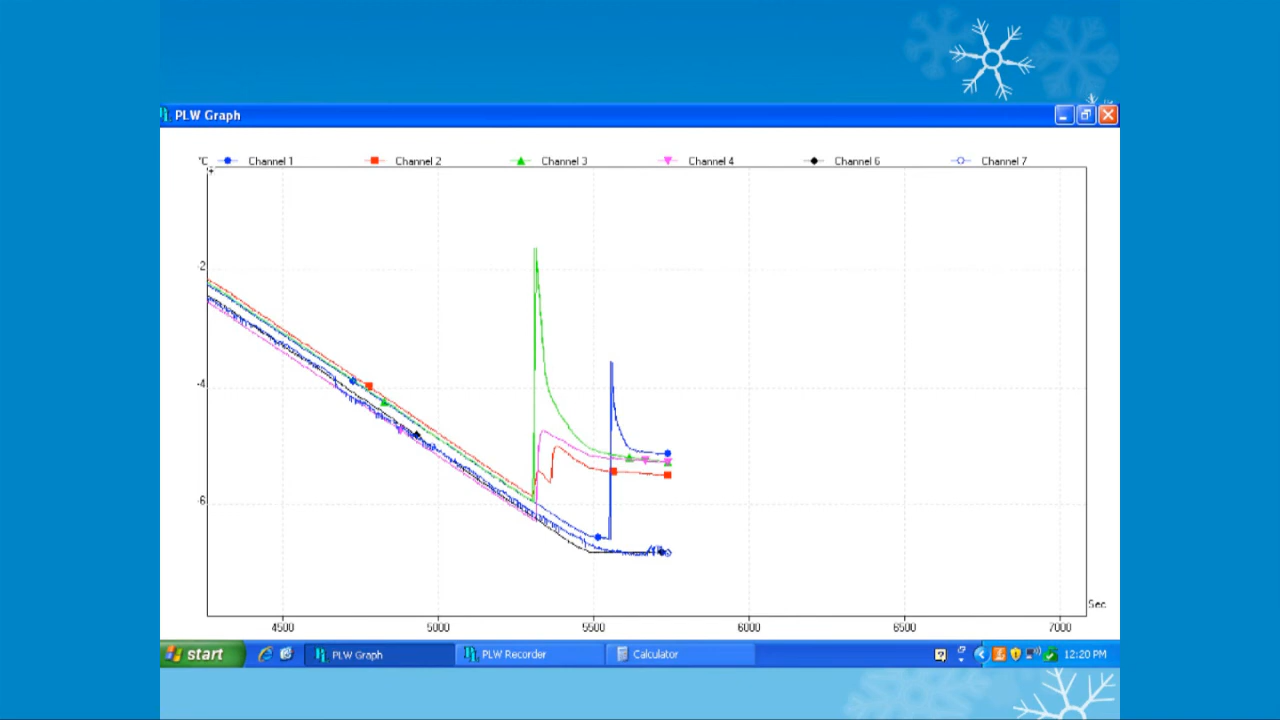 PLW Graph
°C Channel 1 Channel 2 Channel 3 Channel 4 Channel 6 Channel 7
-2
-4
-6
Sec
4500 5000 5500 6000 6500 7000
start PLW Graph PLW Recorder Calculator 12:20 PM